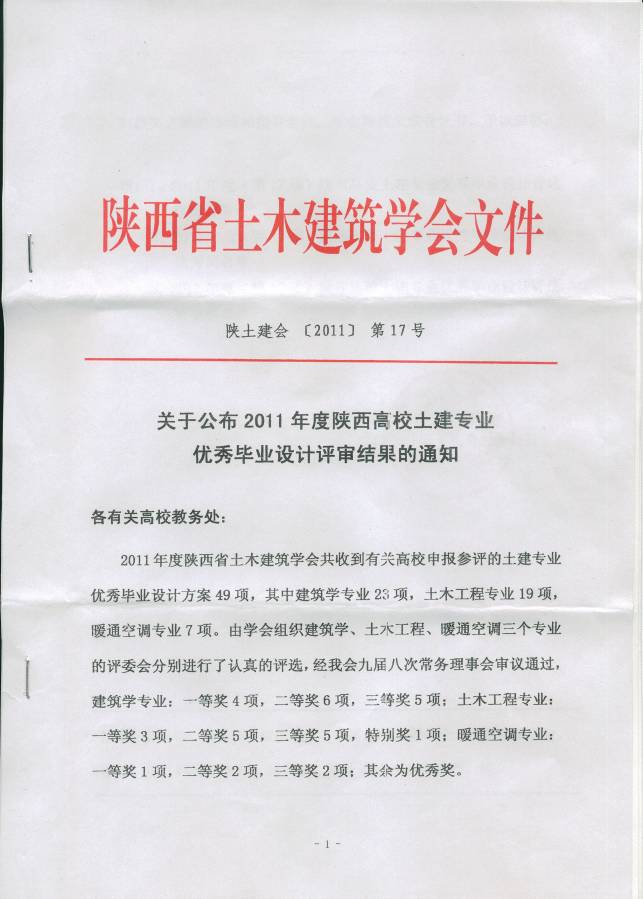 陕西省土木建筑学会文件
陕土建会 〔2011〕 第17号
关于公布 2011 年度陕西高校土建专业
优秀毕业设计评审结果的通知
各有关高校教务处：
2011年度陕西省土木建筑学会共收到有关高校申报参评的土建专业
优秀毕业设计方案 49 项，其中建筑学专业 23 项，土木工程专业 19 项，
暖通空调专业 7 项。由学会组织建筑学、土木工程、暖通空调三个专业
的评委会分别进行了认真的评选，经我会九届八次常务理事会审议通过，
建筑学专业：一等奖 4 项，二等奖 6 项，三等奖 5 项；土木工程专业：
一等奖 3 项，二等奖 5 项，三等奖 5 项，特别奖 1 项；暖通空调专业：
一等奖 1 项，二等奖 2 项，三等奖 2 项；其余为优秀奖。
- 1 -